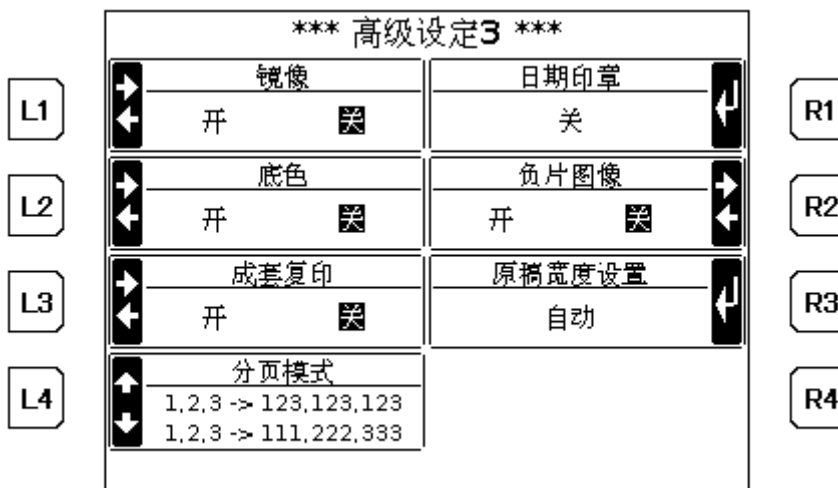 *** 高级设定3 ***
L1
镜像
开 关
日期印章
关
R1
L2
底色
开 关
负片图像
开 关
R2
L3
成套复印
开 关
原稿宽度设置
自动
R3
L4
分页模式
1,2,3 -> 123,123,123
1,2,3 -> 111,222,333
R4